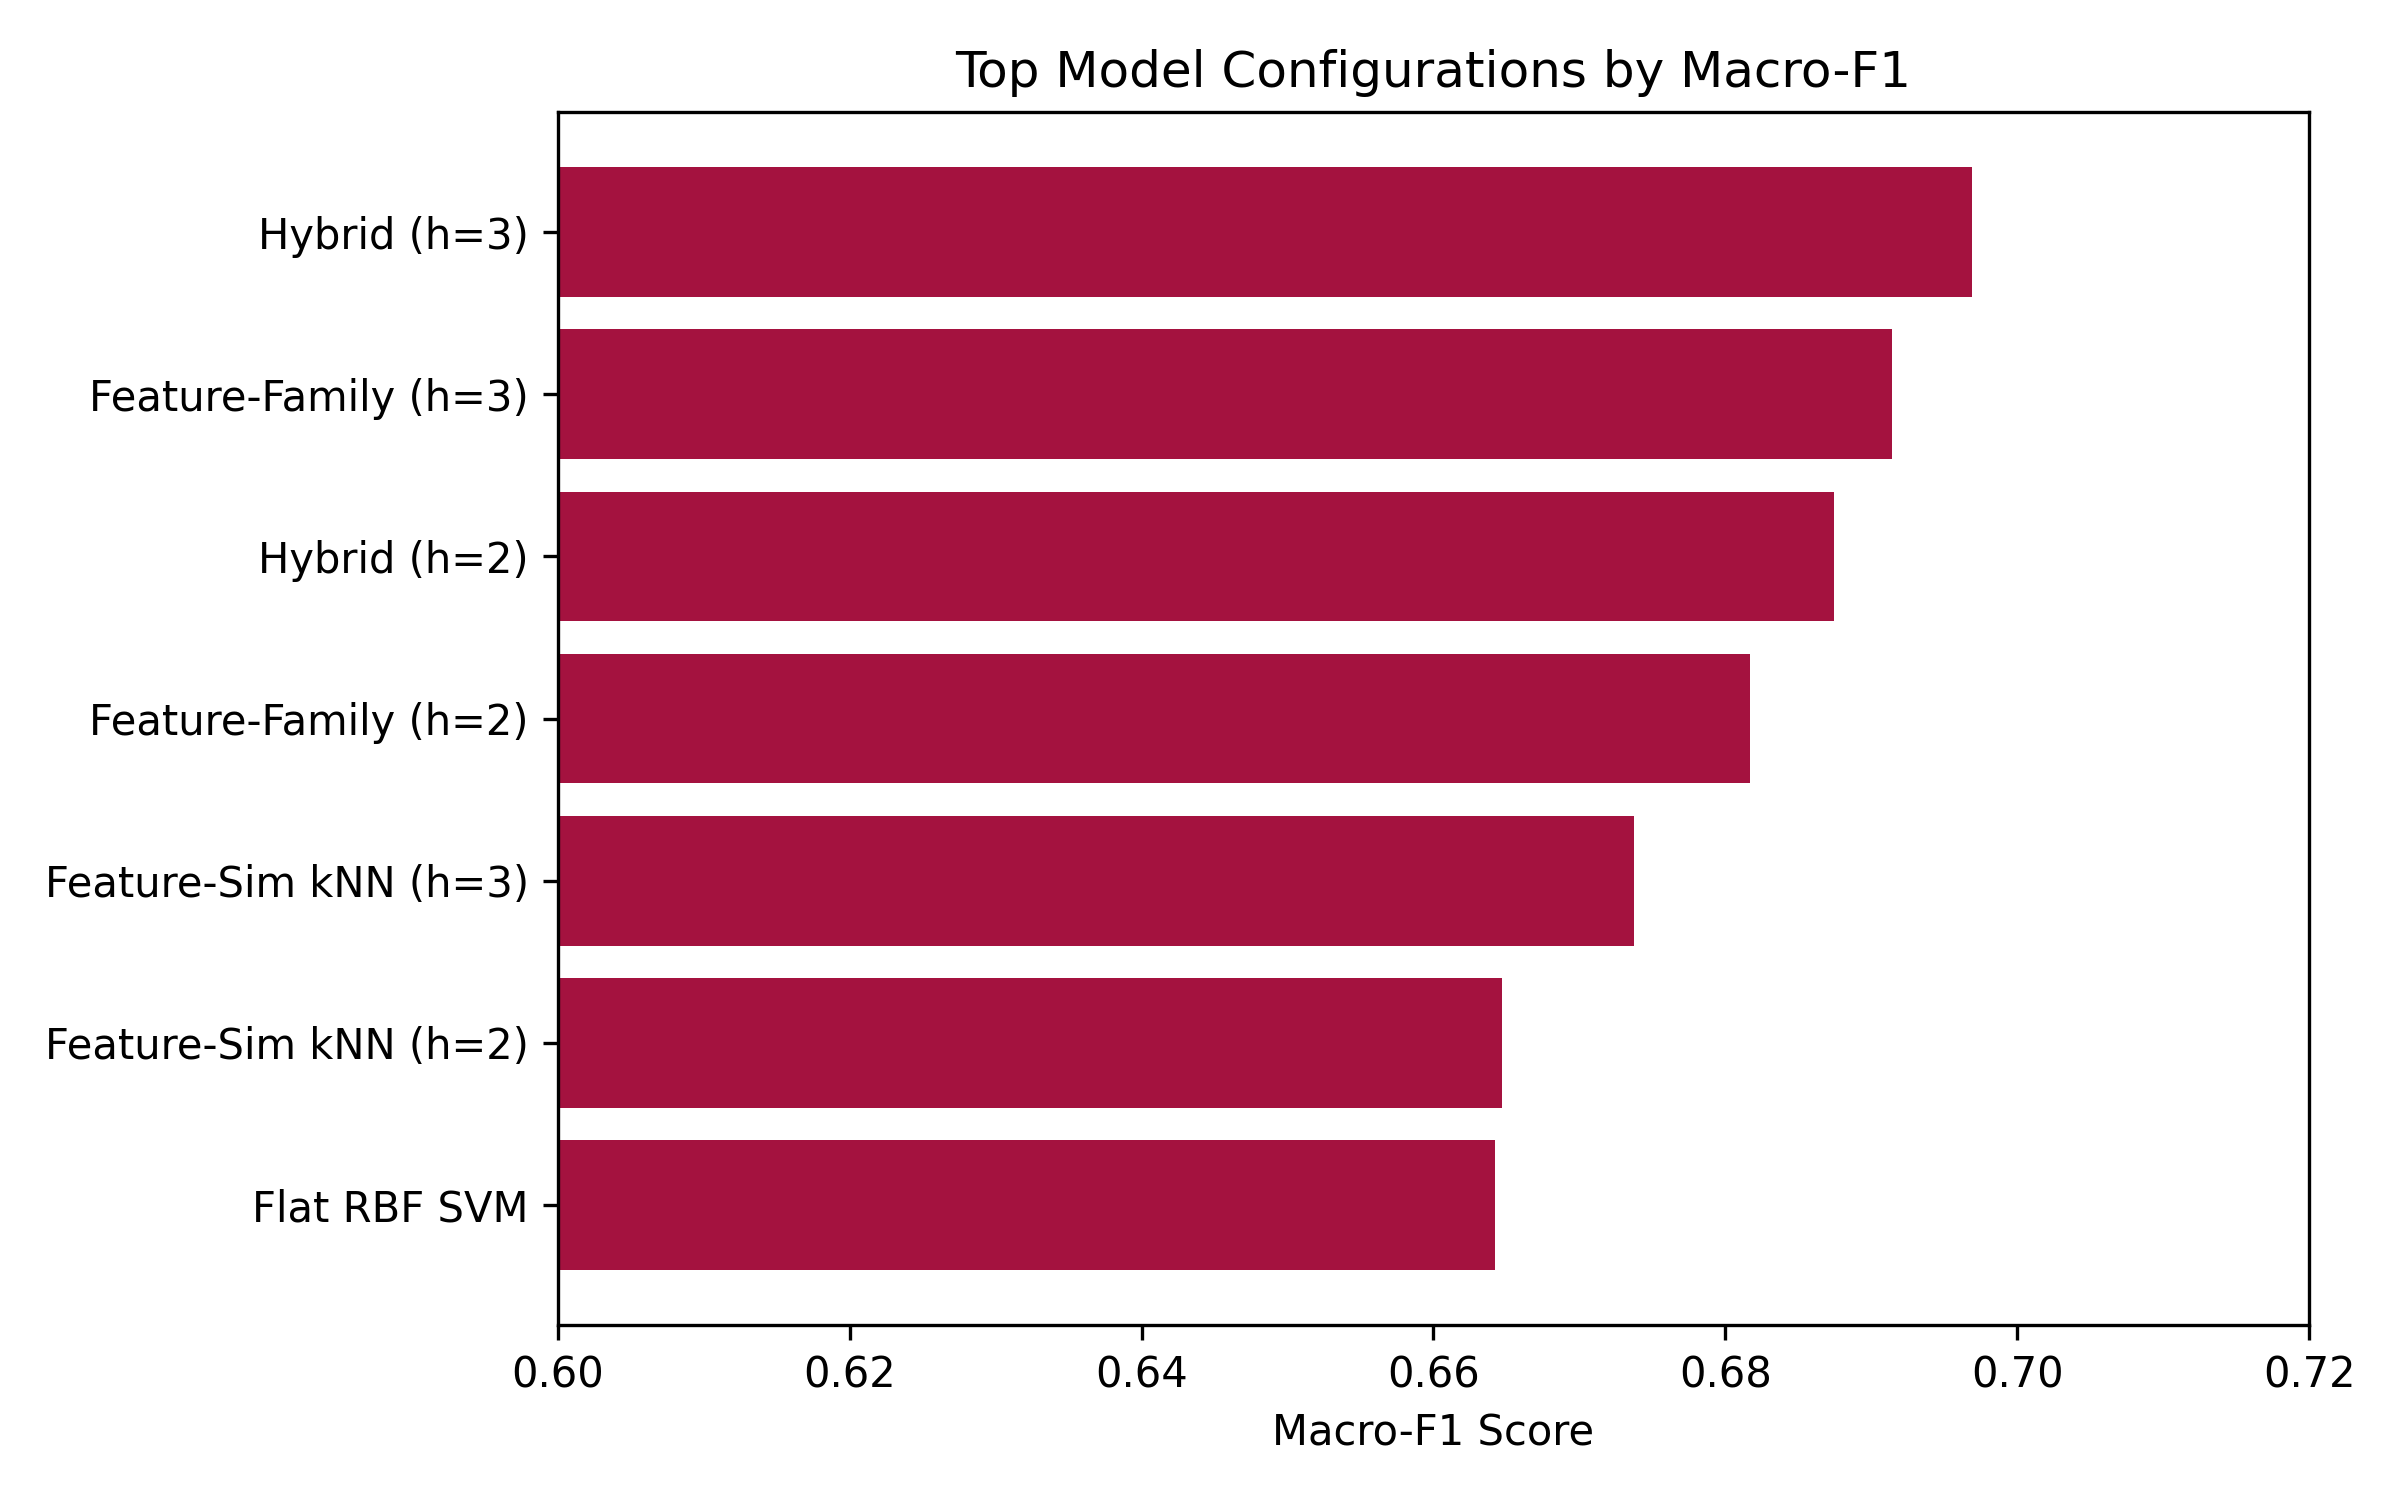 Top Model Configurations by Macro-F1
Hybrid (h=3)
Feature-Family (h=3)
Hybrid (h=2)
Feature-Family (h=2)
Feature-Sim kNN (h=3)
Feature-Sim kNN (h=2)
Flat RBF SVM
0.60 0.62 0.64 0.66 0.68 0.70 0.72
Macro-F1 Score